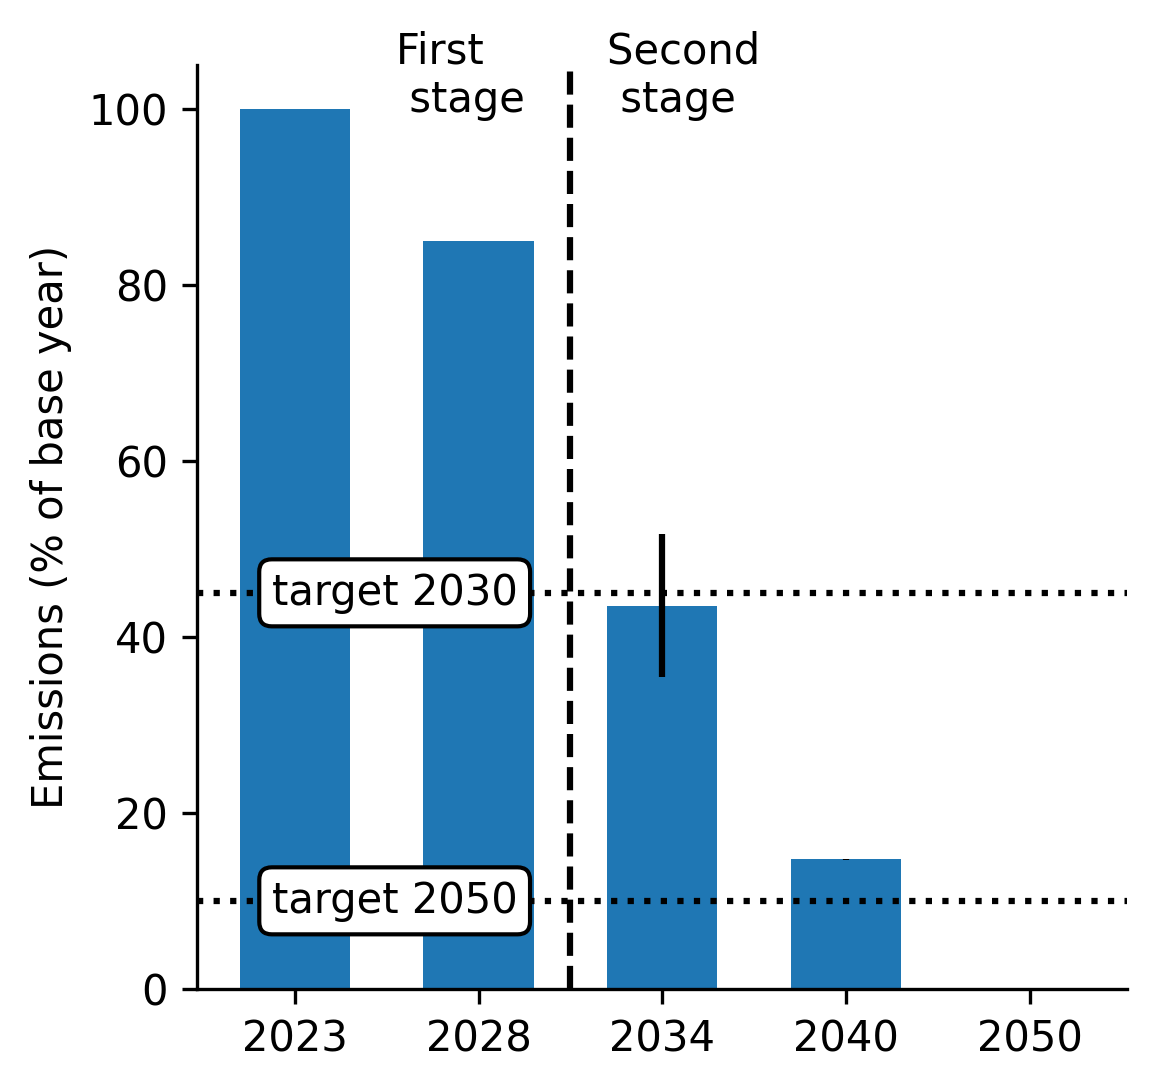 First
stage
Second
stage
100
80
60
40
20
0
Emissions (% of base year)
target 2030
target 2050
2023
2028
2034
2040
2050